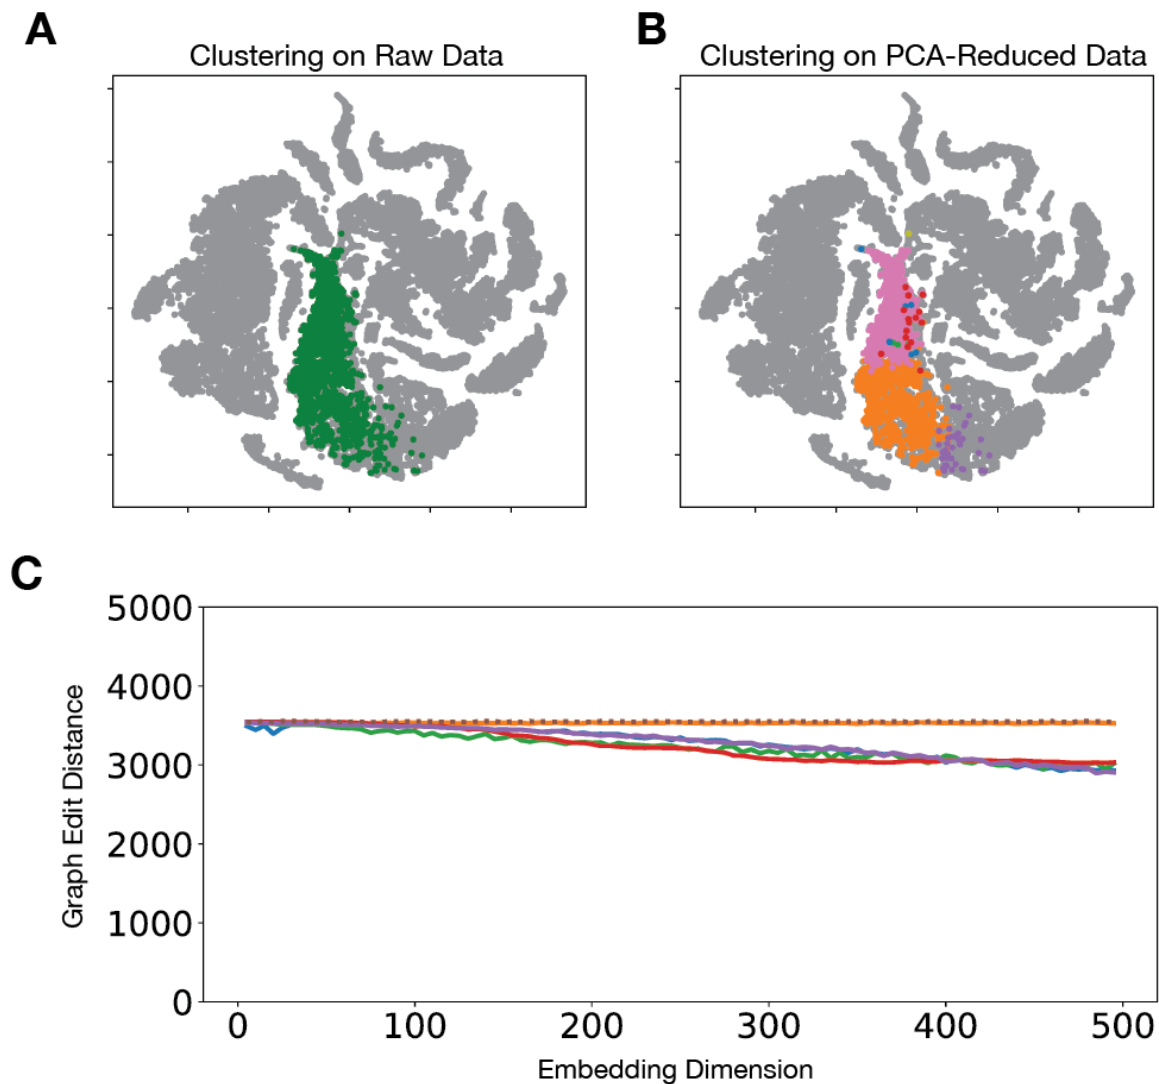 A
B
Clustering on Raw Data
Clustering on PCA-Reduced Data
C
5000
4000
3000
2000
1000
0
Graph Edit Distance
0 100 200 300 400 500
Embedding Dimension